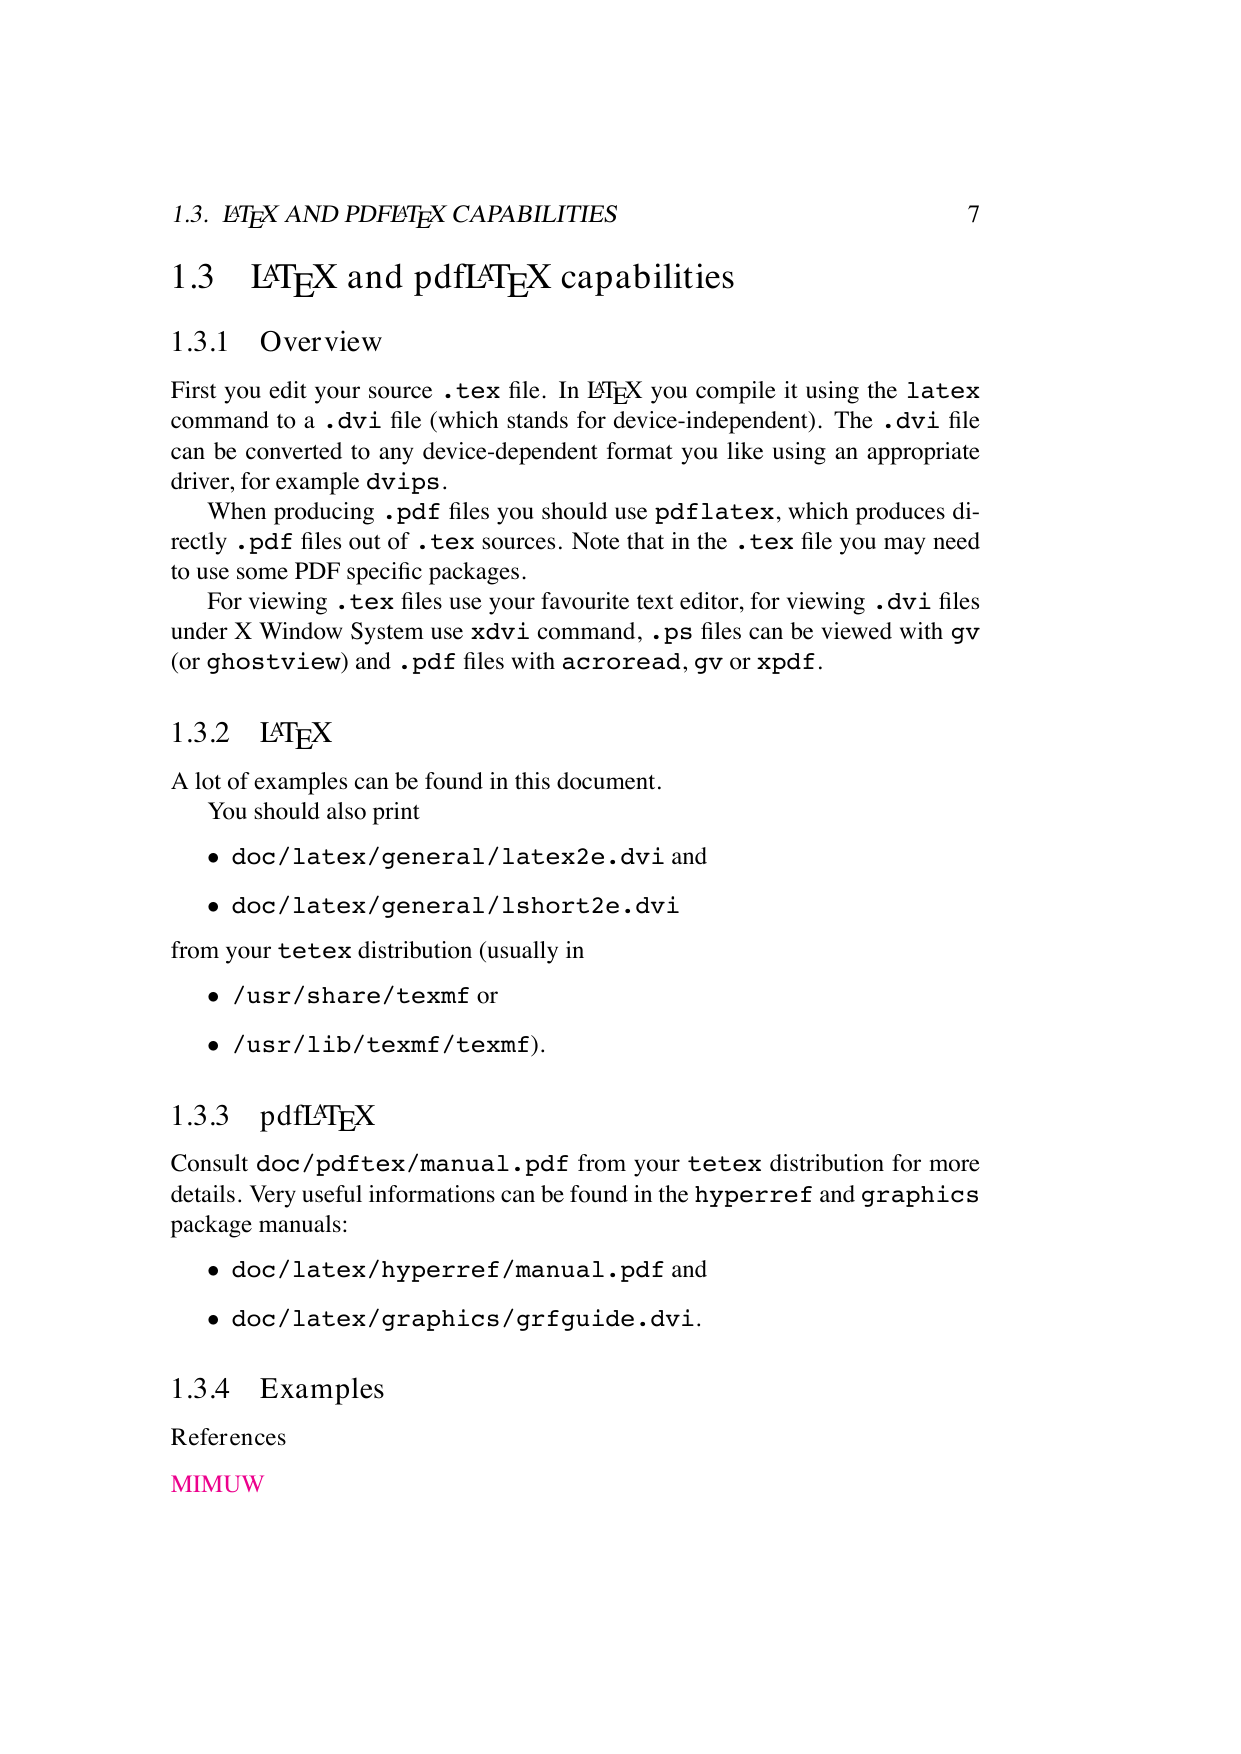 1.3. LATEX AND PDFLATEX CAPABILITIES 7
1.3 LATEX and pdfLATEX capabilities
1.3.1 Overview
First you edit your source .tex file. In LATEX you compile it using the latex
command to a .dvi file (which stands for device-independent). The .dvi file
can be converted to any device-dependent format you like using an appropriate
driver, for example dvips.
When producing .pdf files you should use pdflatex, which produces di-
rectly .pdf files out of .tex sources. Note that in the .tex file you may need
to use some PDF specific packages.
For viewing .tex files use your favourite text editor, for viewing .dvi files
under X Window System use xdvi command, .ps files can be viewed with gv
(or ghostview) and .pdf files with acroread, gv or xpdf.
1.3.2 LATEX
A lot of examples can be found in this document.
You should also print
• doc/latex/general/latex2e.dvi and
• doc/latex/general/lshort2e.dvi
from your tetex distribution (usually in
• /usr/share/texmf or
• /usr/lib/texmf/texmf).
1.3.3 pdfLATEX
Consult doc/pdftex/manual.pdf from your tetex distribution for more
details. Very useful informations can be found in the hyperref and graphics
package manuals:
• doc/latex/hyperref/manual.pdf and
• doc/latex/graphics/grfguide.dvi.
1.3.4 Examples
References
MIMUW